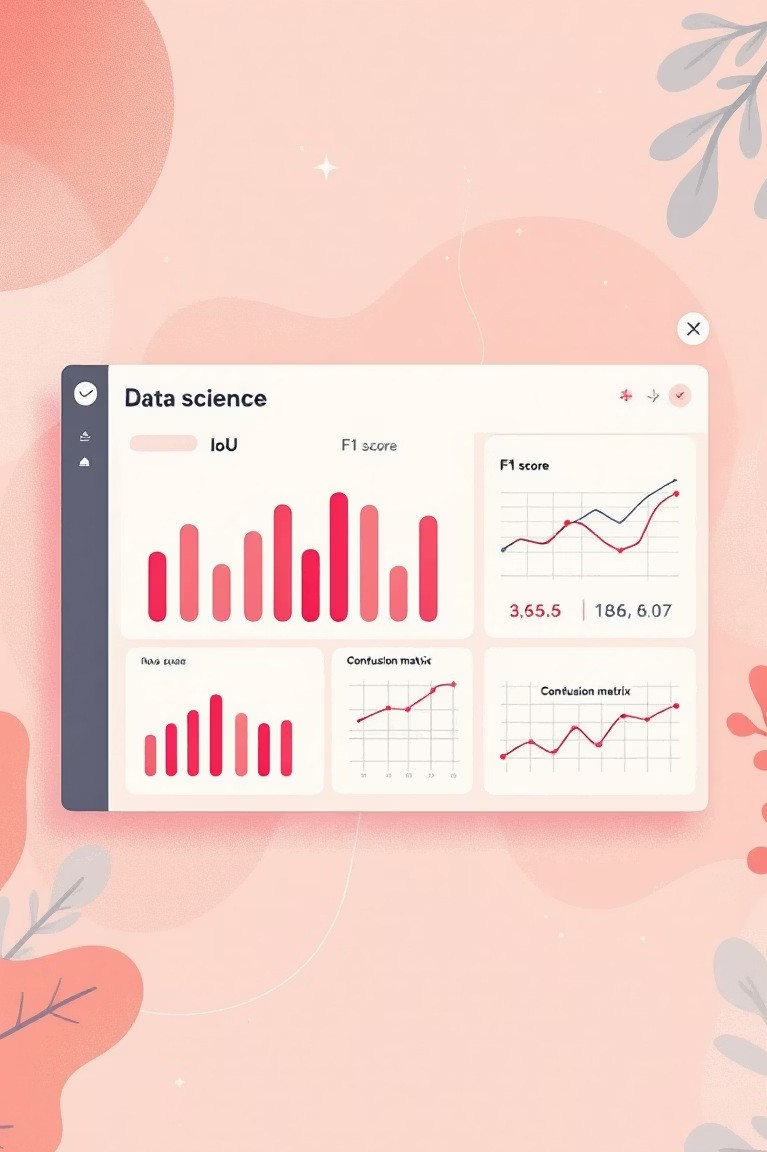 Data science
IoU
F1 score
F1 score
3,65.5
186, 6.07
Confusion matrix
Confusion matrix